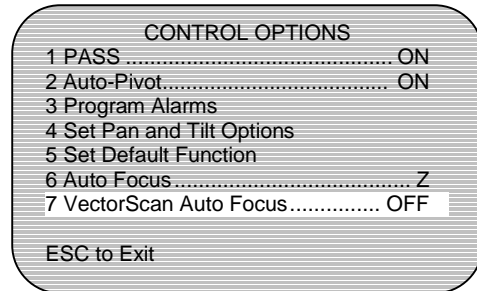 CONTROL OPTIONS
1 PASS ............................................ ON
2 Auto-Pivot..................................... ON
3 Program Alarms
4 Set Pan and Tilt Options
5 Set Default Function
6 Auto Focus....................................... Z
7 VectorScan Auto Focus............... OFF
ESC to Exit